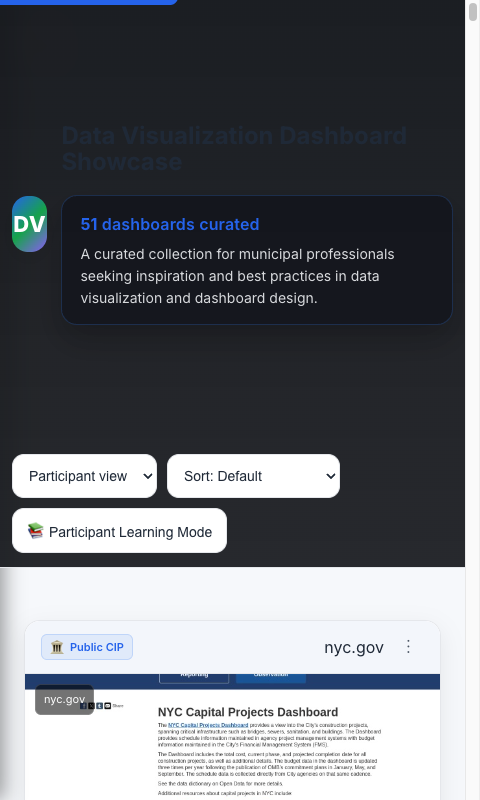 Data Visualization Dashboard
Showcase
DV
51 dashboards curated
A curated collection for municipal professionals
seeking inspiration and best practices in data
visualization and dashboard design.
Participant view
Sort: Default
📚 Participant Learning Mode
🏛️ Public CIP
nyc.gov
Reporting
Observation
nyc.gov
Share
NYC Capital Projects Dashboard
The NYC Capital Projects Dashboard provides a view into the City's construction projects,
spanning critical infrastructure such as bridges, sewers, sanitation, and buildings. The Dashboard
provides schedule information maintained in agency project management systems with budget
information maintained in the City's Financial Management System (FMS).
The Dashboard includes the total cost, current phase, and projected completion date for all
construction projects, as well as additional details. The budget data in the dashboard is updated
three times per year following the publication of OMB's commitment plans in January, May, and
September. The schedule data is collected directly from City agencies on that same cadence.
See the data dictionary on Open Data for more details.
Additional resources about capital projects in NYC include: